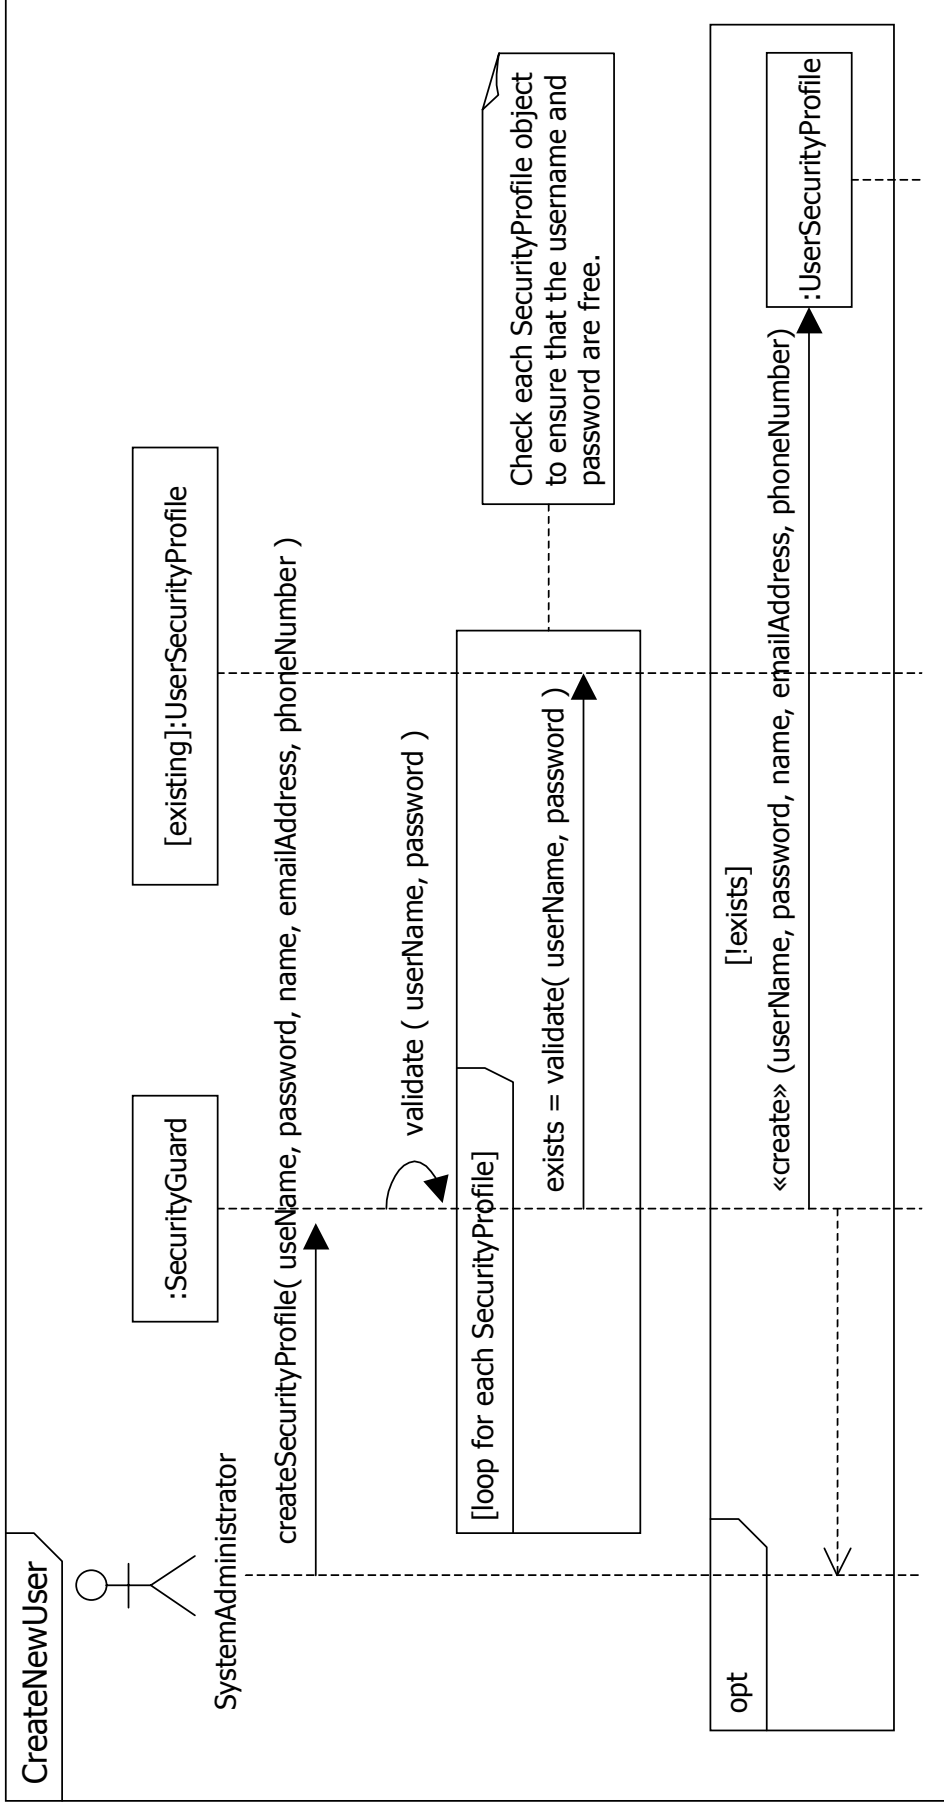 CreateNewUser
SystemAdministrator
:SecurityGuard
[existing]:UserSecurityProfile
createSecurityProfile( useName, password, name, emailAddress, phoneNumber )
validate ( userName, password )
[loop for each SecurityProfile]
exists = validate( userName, password )
Check each SecurityProfile object
to ensure that the username and
password are free.
opt
[!exists]
«create» (userName, password, name, emailAddress, phoneNumber)
:UserSecurityProfile